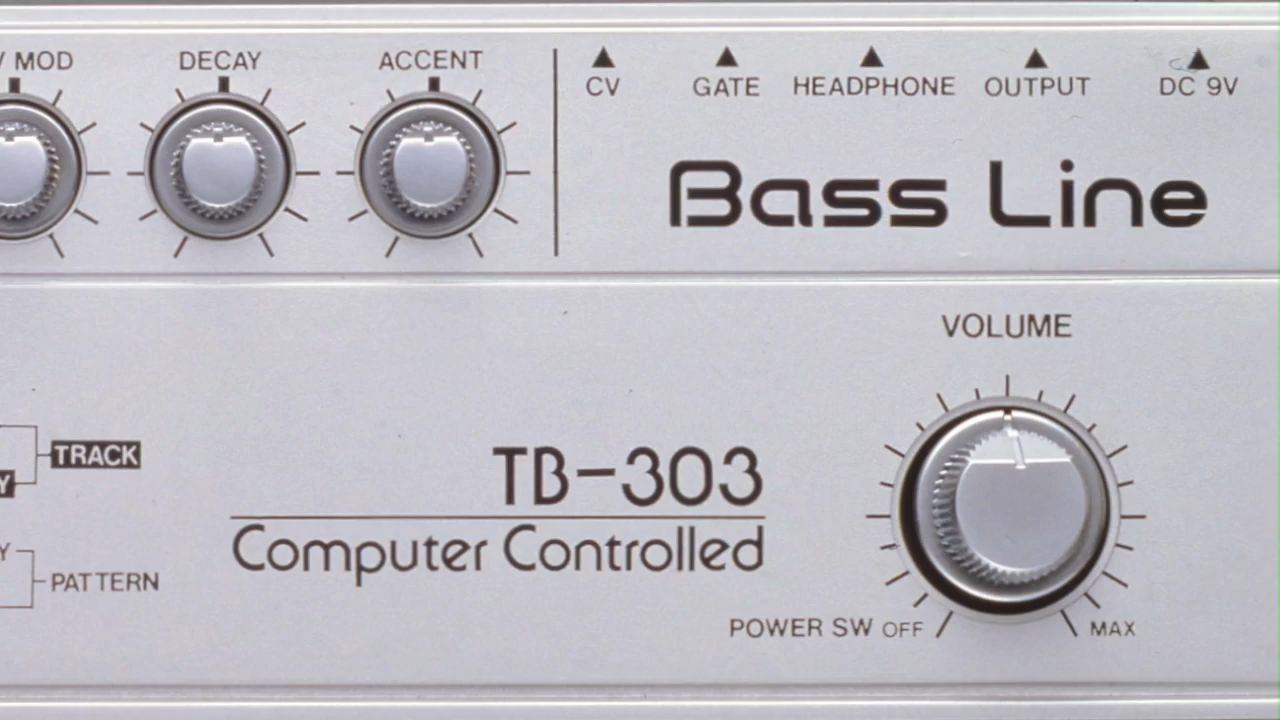 V MOD DECAY ACCENT
CV GATE HEADPHONE OUTPUT DC 9V
Bass Line
VOLUME
TRACK
Y
TB-303
Computer Controlled
Y
PATTERN
POWER SW OFF MAX